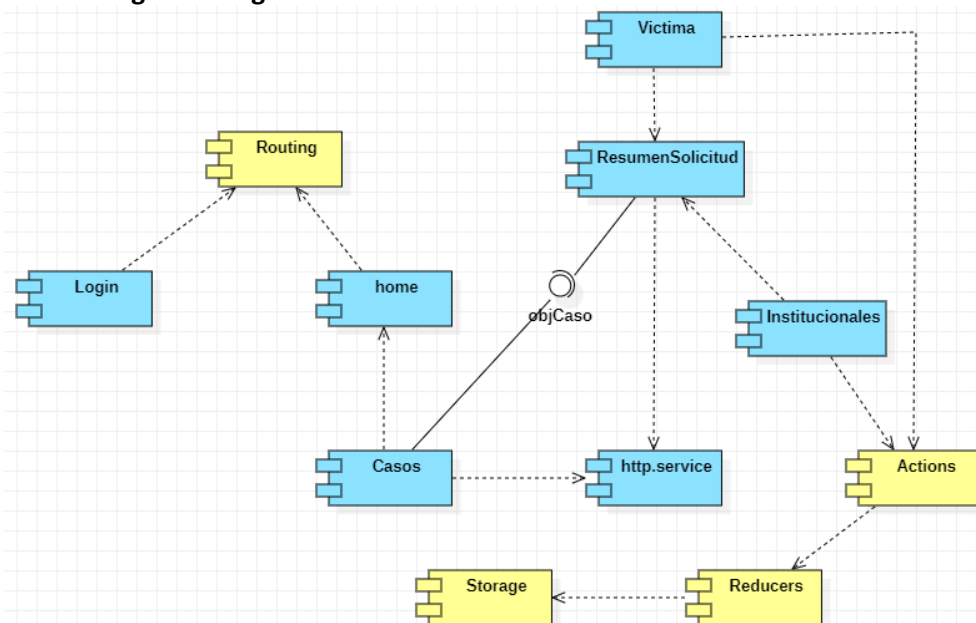 Victima
Routing
ResumenSolicitud
Login
home
objCaso
Institucionales
Casos
http.service
Actions
Storage
Reducers